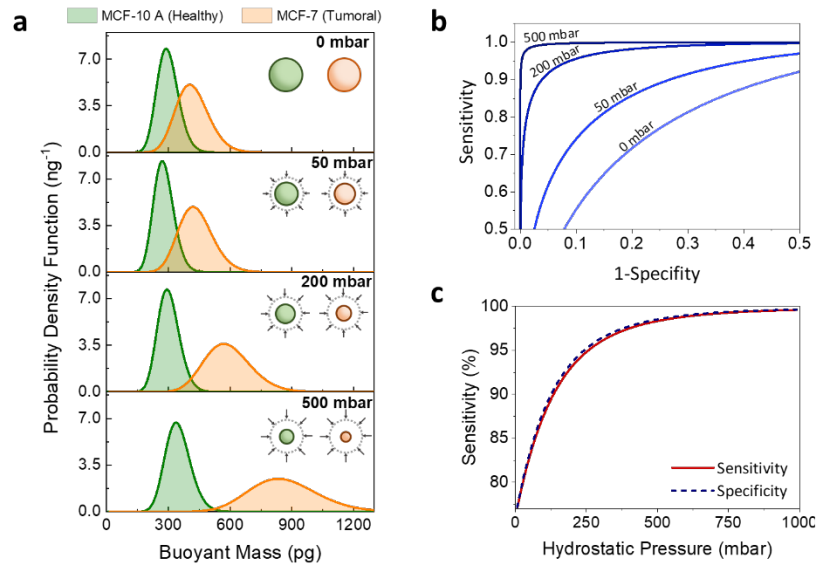 a
MCF-10 A (Healthy) MCF-7 (Tumoral)
0 mbar
7.0
3.5
0.0
50 mbar
7.0
3.5
0.0
200 mbar
7.0
3.5
0.0
500 mbar
7.0
3.5
0.0
300 600 900 1200
Probability Density Function (ng⁻¹)
Buoyant Mass (pg)
b
500 mbar
200 mbar
50 mbar
0 mbar
1.0
0.9
0.8
0.7
0.6
0.5
0.0 0.1 0.2 0.3 0.4 0.5
Sensitivity
1-Specifity
c
100
95
90
85
80
0 250 500 750 1000
Sensitivity (%)
Sensitivity
Specificity
Hydrostatic Pressure (mbar)